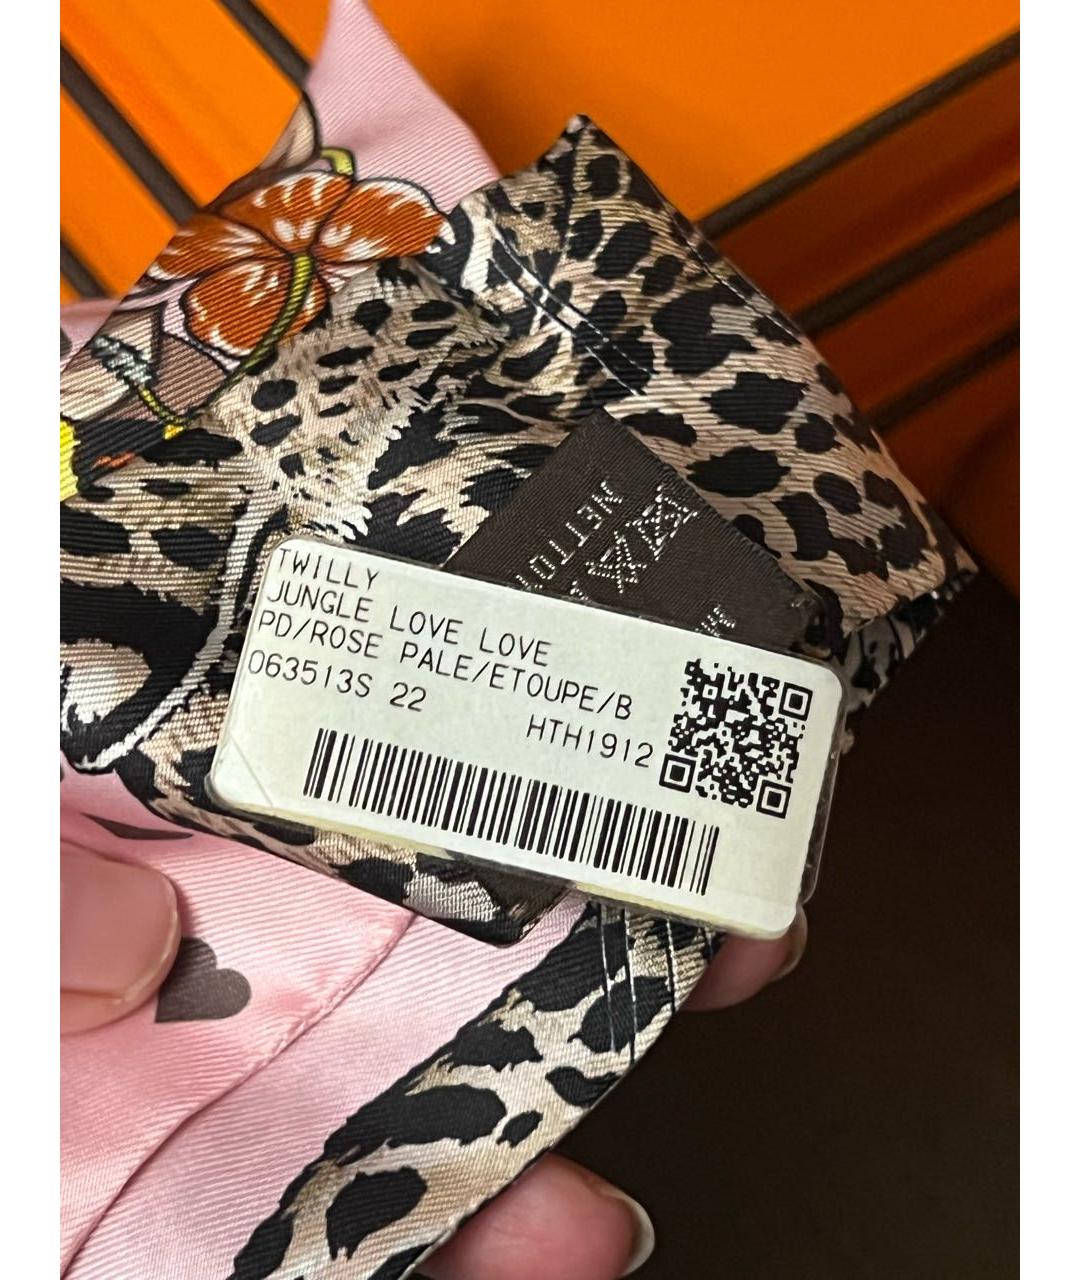 TWILLY
JUNGLE LOVE LOVE
PD/ROSE PALE/ETOUPE/B
063513S 22
HTH1912